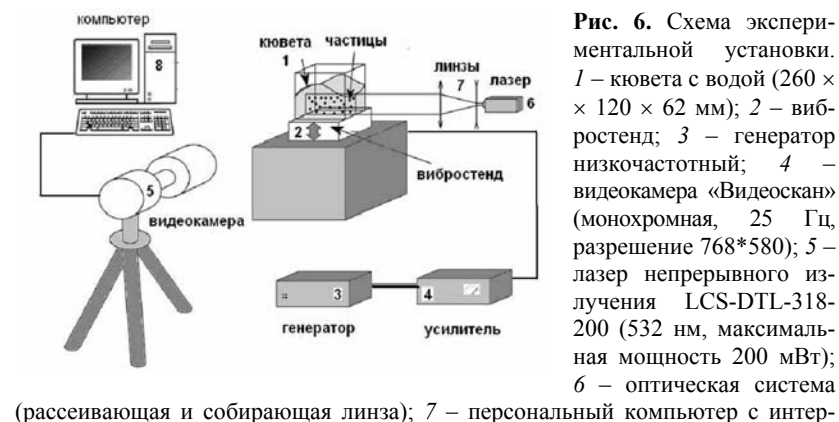 компьютер
8
кювета частицы
1
линзы
7
лазер
6
2
вибростенд
5
видеокамера
3
4
генератор
усилитель
Рис. 6. Схема экспери-
ментальной установки.
1 – кювета с водой (260 ×
× 120 × 62 мм); 2 – виб-
ростенд; 3 – генератор
низкочастотный; 4 –
видеокамера «Видеоскан»
(монохромная, 25 Гц,
разрешение 768*580); 5 –
лазер непрерывного из-
лучения LCS-DTL-318-
200 (532 нм, максималь-
ная мощность 200 мВт);
6 – оптическая система
(рассеивающая и собирающая линза); 7 – персональный компьютер с интер-